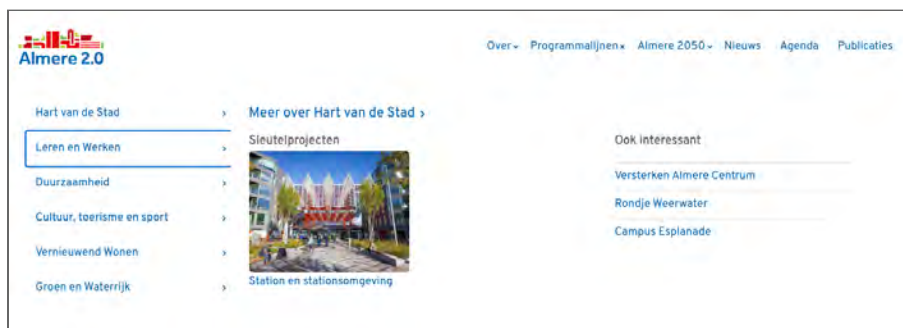 Almere 2.0
Over Programmalijnen Almere 2050 Nieuws Agenda Publicaties
Hart van de Stad
Leren en Werken
Duurzaamheid
Cultuur, toerisme en sport
Vernieuwend Wonen
Groen en Waterrijk
Meer over Hart van de Stad
Sleutelprojecten
Station en stationsomgeving
Ook interessant
Versterken Almere Centrum
Rondje Weerwater
Campus Esplanade